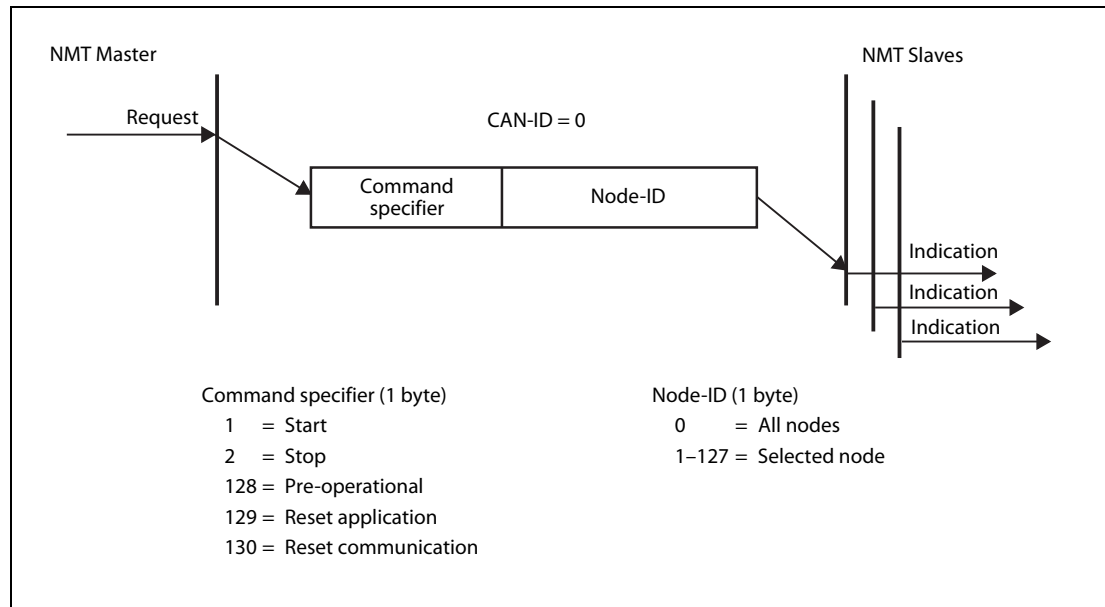 NMT Master
NMT Slaves
Request
CAN-ID = 0
Command
specifier
Node-ID
Indication
Indication
Indication
Command specifier (1 byte)
1 = Start
2 = Stop
128 = Pre-operational
129 = Reset application
130 = Reset communication
Node-ID (1 byte)
0 = All nodes
1–127 = Selected node